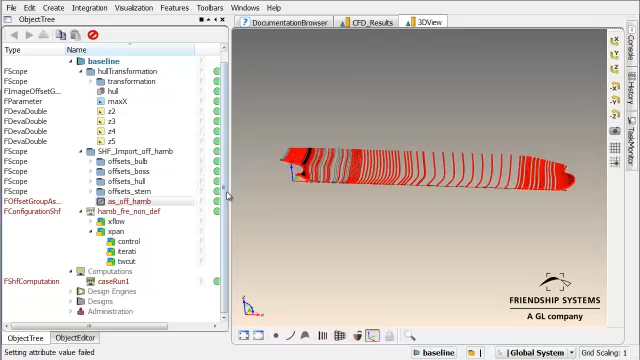 File Edit Create Integration Visualization Features Toolbars Windows Help
ObjectTree
DocumentationBrowser CFD_Results 3DView
Type Name
baseline
FScope hullTransformation
FScope transformation
FImageOffsetG... hull
FParameter maxX
FDevaDouble z2
FDevaDouble z3
FDevaDouble z4
FDevaDouble z5
FScope SHF_Import_off_hamb
FScope offsets_bulb
FScope offsets_boss
FScope offsets_hull
FScope offsets_stern
FOffsetGroupAs... as_off_hamb
FConfigurationShf hamb_fre_non_def
xflow
xpan
control
iterati
twcut
Computations
FShfComputation caseRun1
Design Engines
Designs
Administration
X
Y
Z
-X
-Y
-Z
Console
History
TaskMonitor
FRIENDSHIP SYSTEMS
A GL company
ObjectTree ObjectEditor
Setting attribute value failed
baseline
Global System
Grid Scaling: 1